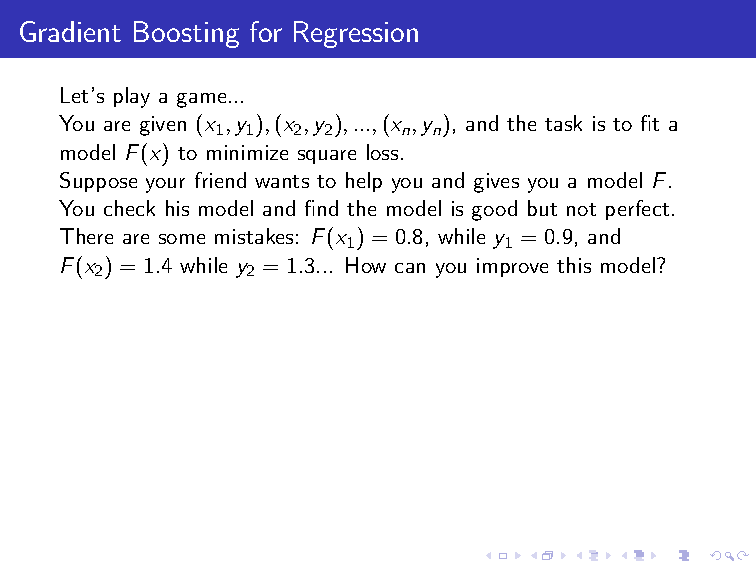 Gradient Boosting for Regression
Let's play a game...
You are given (x₁, y₁), (x₂, y₂), ..., (xₙ, yₙ), and the task is to fit a
model F(x) to minimize square loss.
Suppose your friend wants to help you and gives you a model F.
You check his model and find the model is good but not perfect.
There are some mistakes: F(x₁) = 0.8, while y₁ = 0.9, and
F(x₂) = 1.4 while y₂ = 1.3... How can you improve this model?